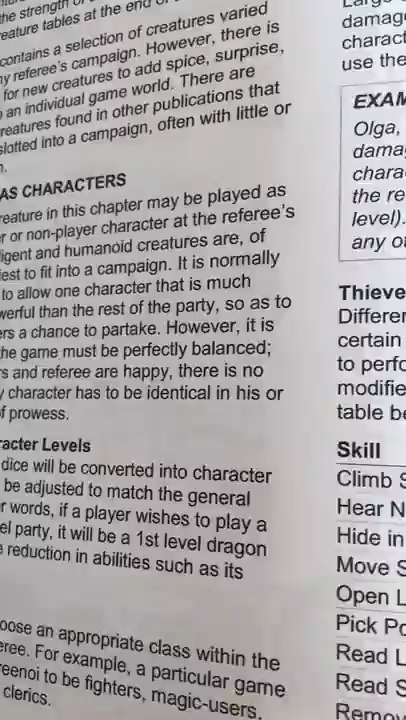 the strength of
reature tables at the end of
contains a selection of creatures varied
y referee's campaign. However, there is
for new creatures to add spice, surprise,
an individual game world. There are
reatures found in other publications that
slotted into a campaign, often with little or
AS CHARACTERS
reature in this chapter may be played as
r or non-player character at the referee's
ligent and humanoid creatures are, of
iest to fit into a campaign. It is normally
to allow one character that is much
werful than the rest of the party, so as to
ers a chance to partake. However, it is
he game must be perfectly balanced;
s and referee are happy, there is no
y character has to be identical in his or
f prowess.
racter Levels
dice will be converted into character
be adjusted to match the general
r words, if a player wishes to play a
el party, it will be a 1st level dragon
e reduction in abilities such as its
oose an appropriate class within the
eree. For example, a particular game
reenoi to be fighters, magic-users,
clerics.
damag
charact
use the
EXAM
Olga,
damag
chara
the re
level).
any ot
Thieve
Differen
certain
to perfo
modifie
table be
Skill
Climb S
Hear N
Hide in
Move S
Open L
Pick Po
Read L
Read S
Remov